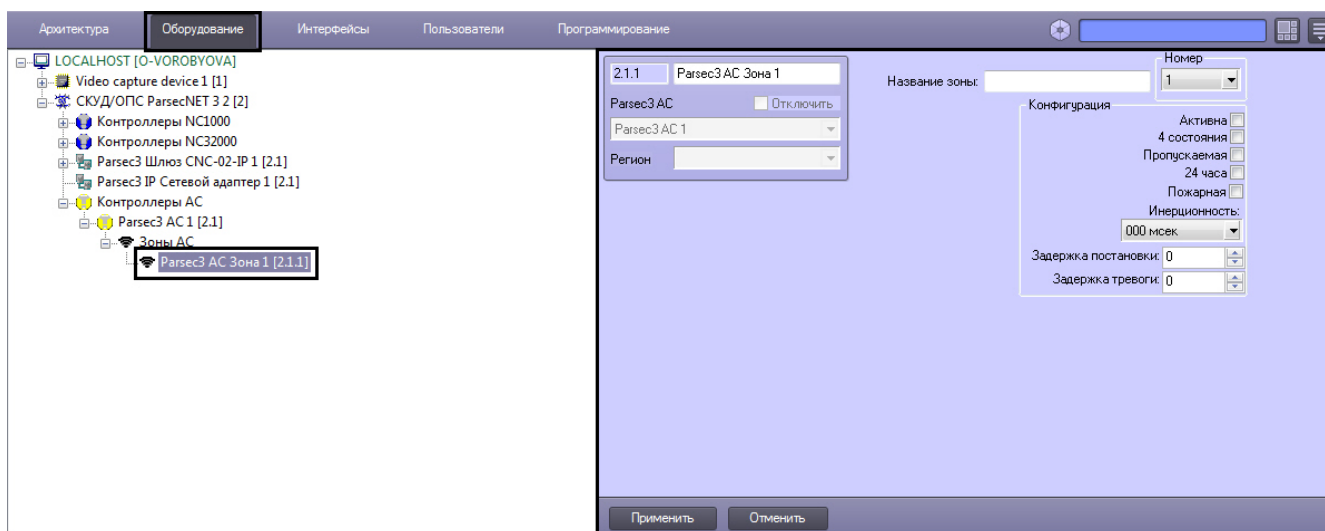 Архитектура Оборудование Интерфейсы Пользователи Программирование
LOCALHOST [O-VOROBYOVA]
Video capture device 1 [1]
СКУД/ОПС ParsecNET 3 2 [2]
Контроллеры NC1000
Контроллеры NC32000
Parsec3 Шлюз CNC-02-IP 1 [2.1]
Parsec3 IP Сетевой адаптер 1 [2.1]
Контроллеры AC
Parsec3 AC 1 [2.1]
Зоны AC
Parsec3 AC Зона 1 [2.1.1]
2.1.1 Parsec3 AC Зона 1
Parsec3 AC Отключить
Parsec3 AC 1
Регион
Название зоны:
Номер
1
Конфигурация
Активна
4 состояния
Пропускаемая
24 часа
Пожарная
Инерционность:
000 мсек
Задержка постановки: 0
Задержка тревоги: 0
Применить Отменить